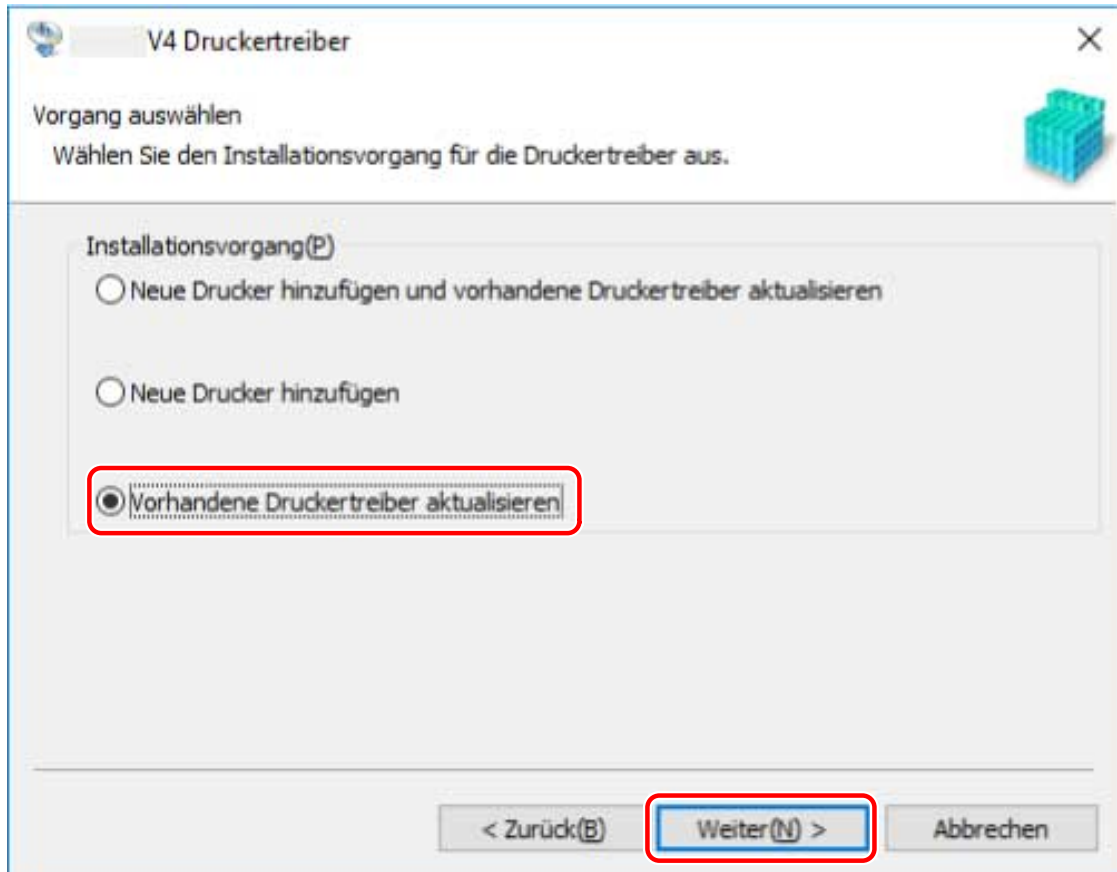 V4 Druckertreiber
Vorgang auswählen
Wählen Sie den Installationsvorgang für die Druckertreiber aus.
Installationsvorgang(P)
Neue Drucker hinzufügen und vorhandene Druckertreiber aktualisieren
Neue Drucker hinzufügen
Vorhandene Druckertreiber aktualisieren
< Zurück(B) Weiter(N) > Abbrechen